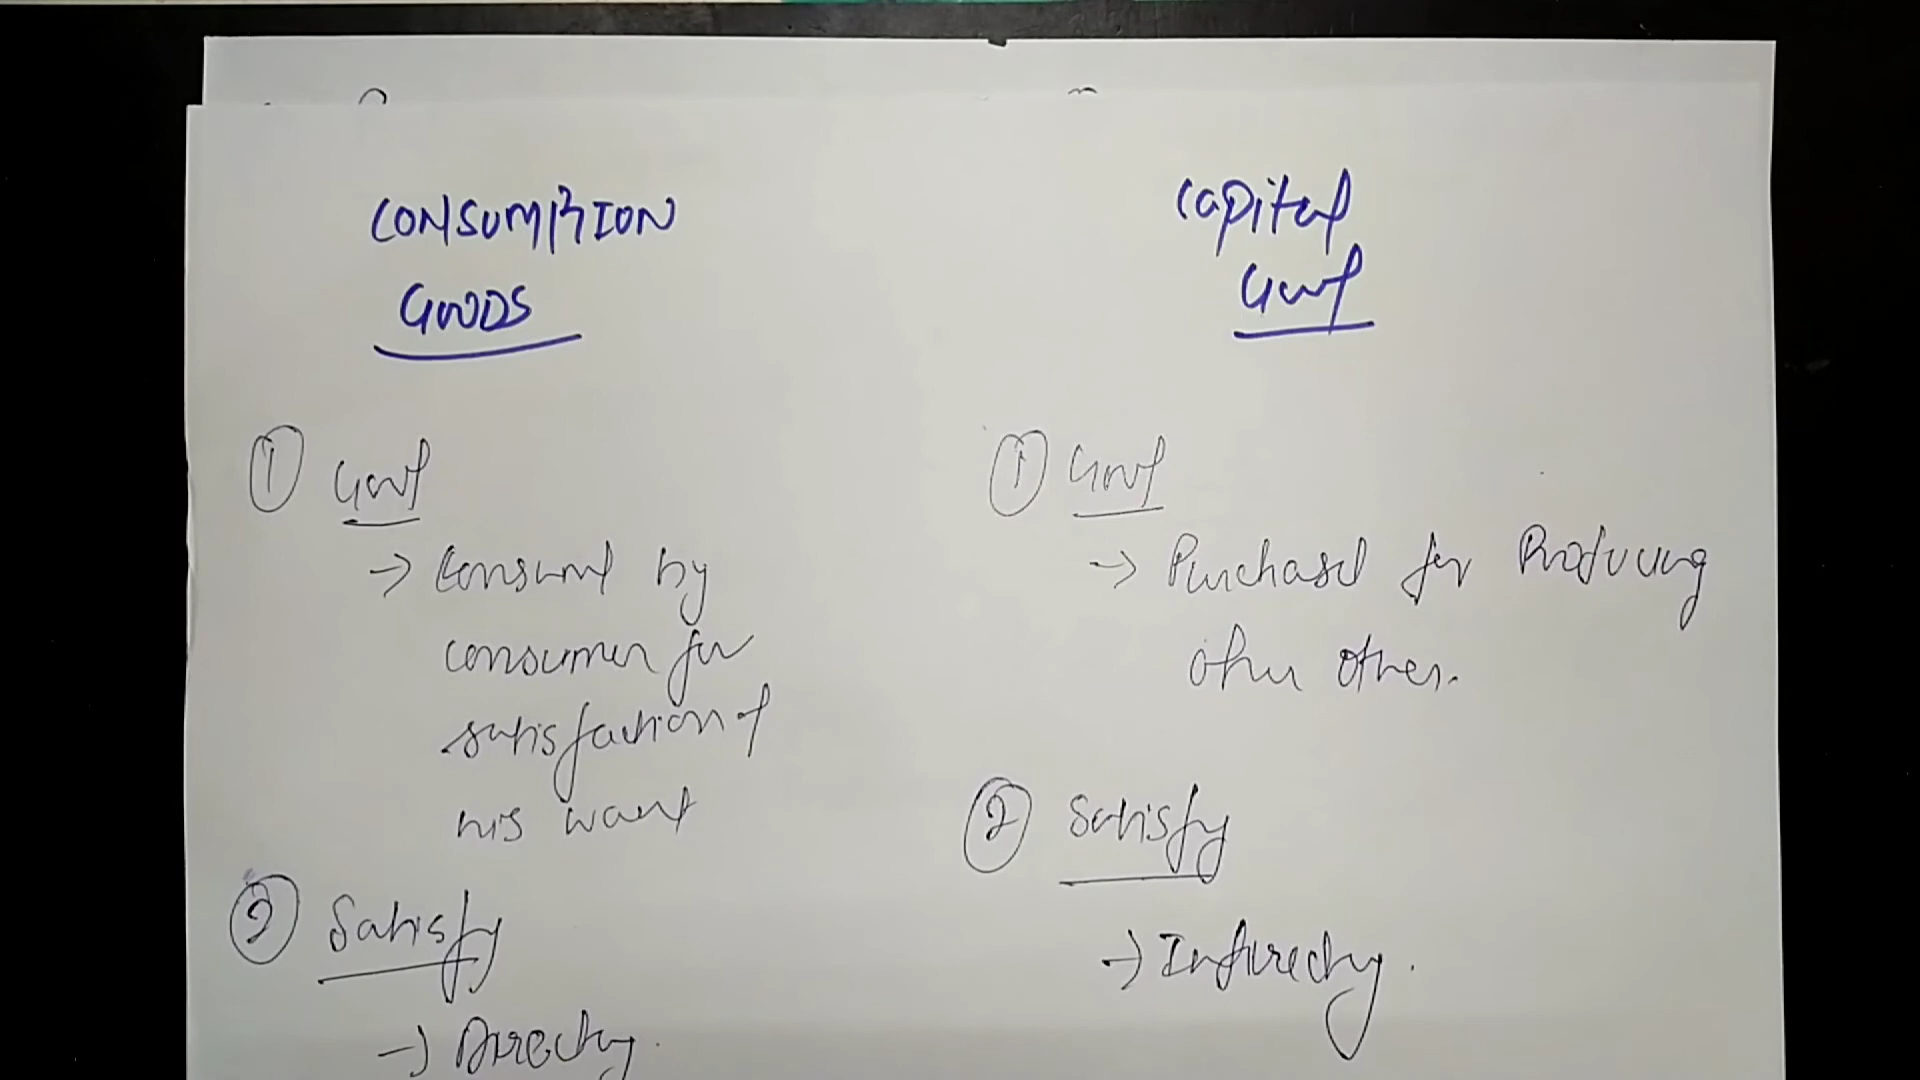 CONSUMPTION
GOODS
① Good
→ Consumed by
consumer for
satisfaction of
his want
② Satisfy
→ Directly.
Capital
Good
① Good
→ Purchased for Producing
other others.
② Satisfy
→ Indirectly.